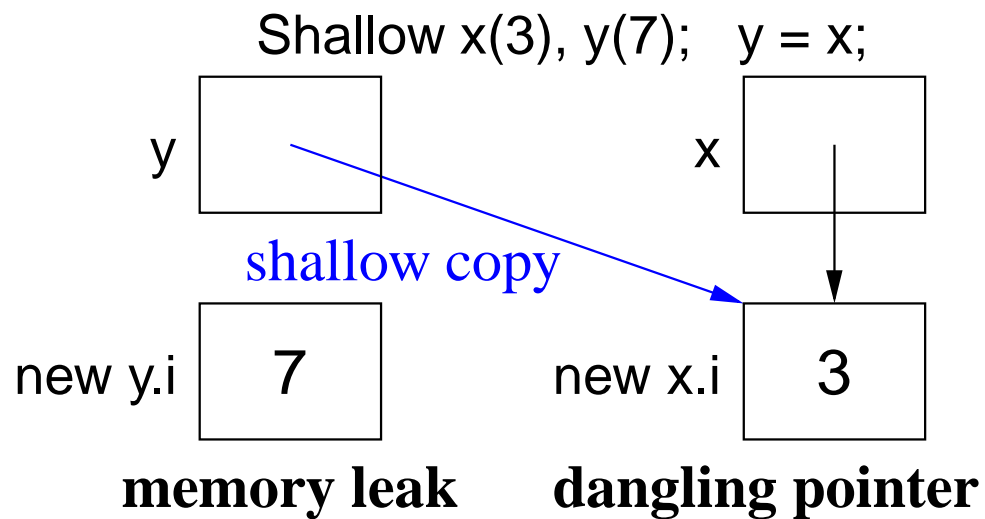 Shallow x(3), y(7); y = x;
y x
shallow copy
new y.i 7 new x.i 3
memory leak dangling pointer